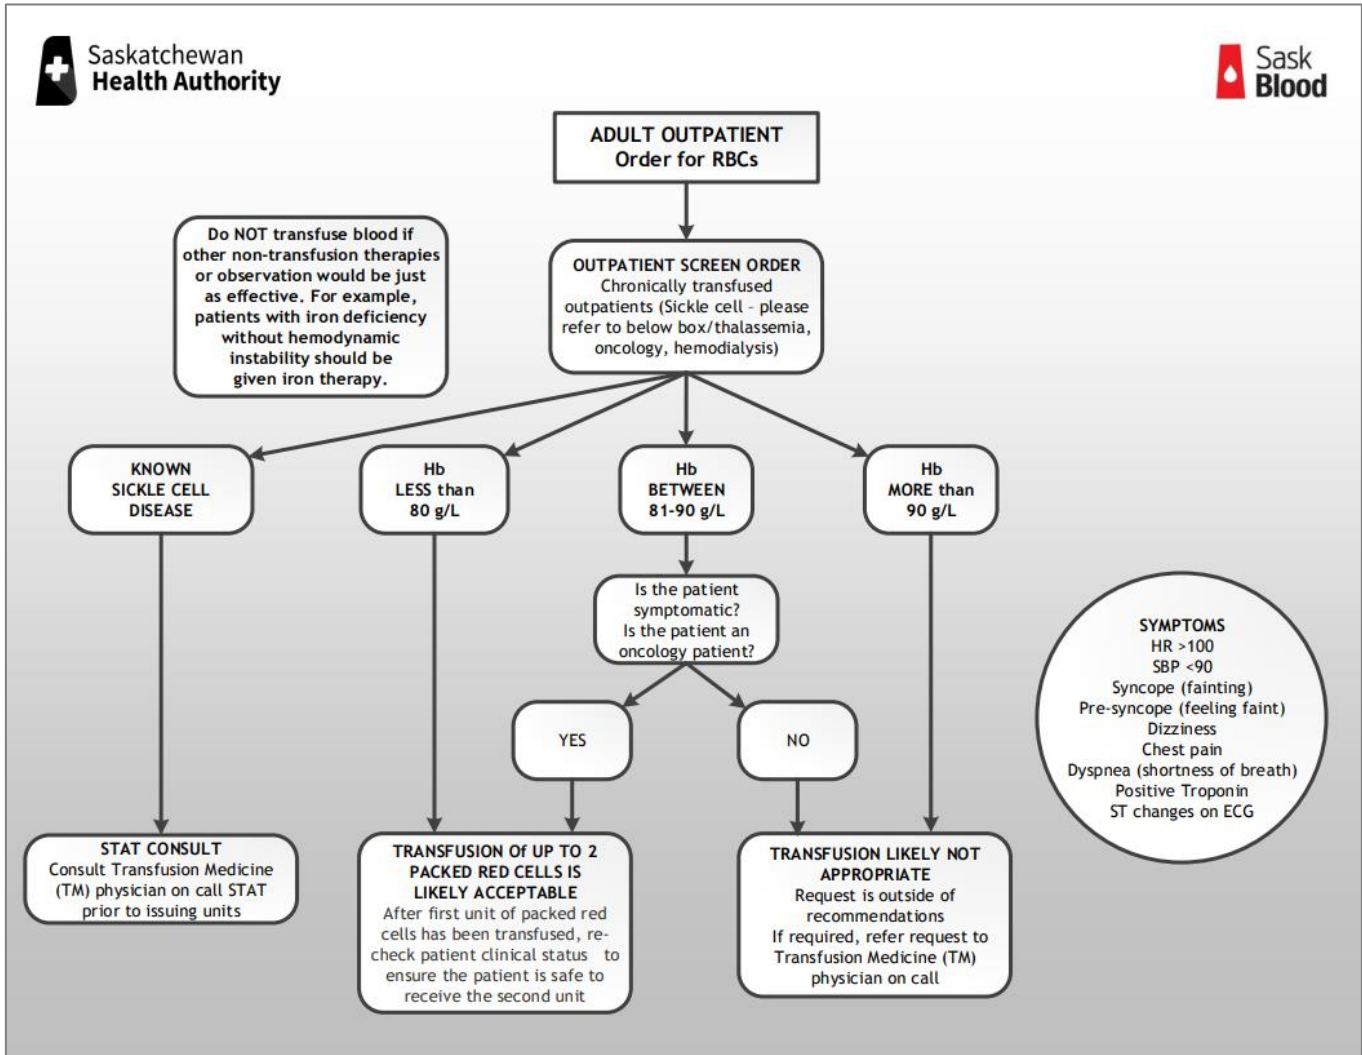 Saskatchewan
Health Authority
Sask
Blood
ADULT OUTPATIENT
Order for RBCs
Do NOT transfuse blood if
other non-transfusion therapies
or observation would be just
as effective. For example,
patients with iron deficiency
without hemodynamic
instability should be
given iron therapy.
OUTPATIENT SCREEN ORDER
Chronically transfused
outpatients (Sickle cell - please
refer to below box/thalassemia,
oncology, hemodialysis)
KNOWN
SICKLE CELL
DISEASE
Hb
LESS than
80 g/L
Hb
BETWEEN
81-90 g/L
Hb
MORE than
90 g/L
Is the patient
symptomatic?
Is the patient an
oncology patient?
YES
NO
SYMPTOMS
HR >100
SBP <90
Syncope (fainting)
Pre-syncope (feeling faint)
Dizziness
Chest pain
Dyspnea (shortness of breath)
Positive Troponin
ST changes on ECG
STAT CONSULT
Consult Transfusion Medicine
(TM) physician on call STAT
prior to issuing units
TRANSFUSION Of UP TO 2
PACKED RED CELLS IS
LIKELY ACCEPTABLE
After first unit of packed red
cells has been transfused, re-
check patient clinical status to
ensure the patient is safe to
receive the second unit
TRANSFUSION LIKELY NOT
APPROPRIATE
Request is outside of
recommendations
If required, refer request to
Transfusion Medicine (TM)
physician on call